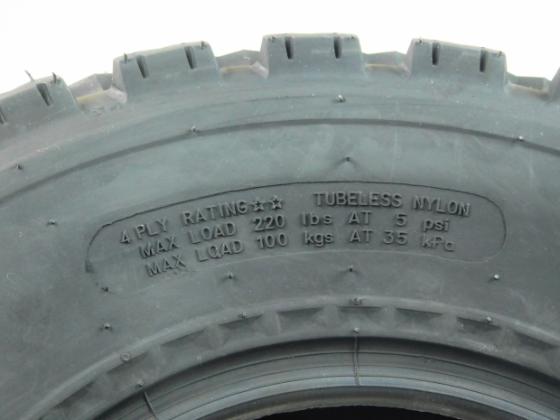 4 PLY RATING☆☆ TUBELESS NYLON
MAX LOAD 220 lbs AT 5 psi
MAX LOAD 100 kgs AT 35 kPa